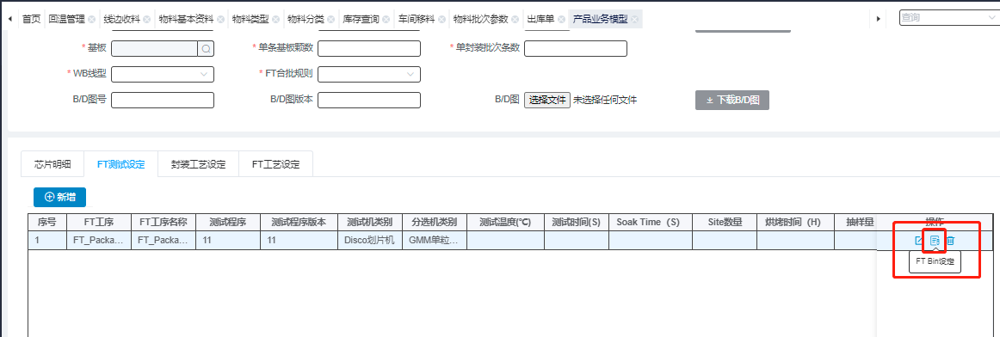 首页 回温管理 线边收料 物料基本资料 物料类型 物料分类 库存查询 车间移料 物料批次参数 出库单 产品业务模型 查询
* 基板 * 单条基板颗数 * 单封装批次条数
* WB线型 * FT合批规则
B/D图号 B/D图版本 B/D图 选择文件 未选择任何文件 下载B/D图
芯片明细 FT测试设定 封装工艺设定 FT工艺设定
新增
序号 FT工序 FT工序名称 测试程序 测试程序版本 测试机类别 分选机类别 测试温度(℃) 测试时间(S) Soak Time（S） Site数量 烘烤时间（H） 抽样量 操作
1 FT_Packa... FT_Packa... 11 11 Disco划片机 GMM单粒...
FT Bin设定